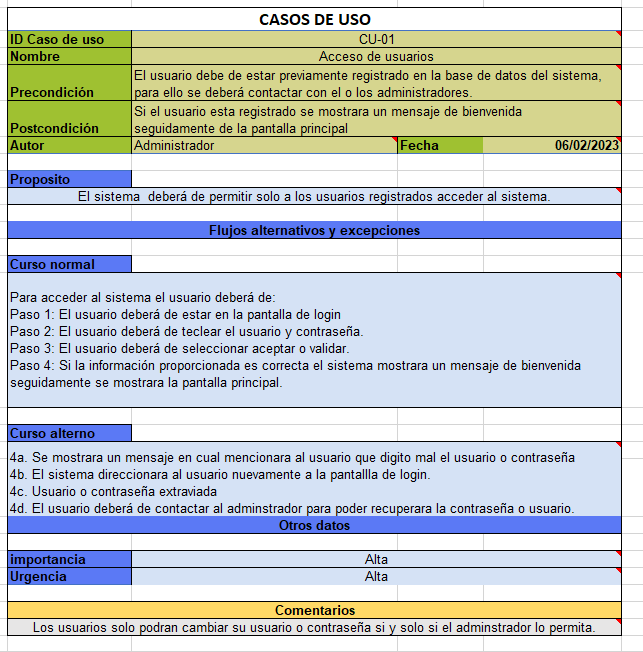 CASOS DE USO
ID Caso de uso CU-01
Nombre Acceso de usuarios
Precondición El usuario debe de estar previamente registrado en la base de datos del sistema,
para ello se deberá contactar con el o los administradores.
Postcondición Si el usuario esta registrado se mostrara un mensaje de bienvenida
seguidamente de la pantalla principal
Autor Administrador Fecha 06/02/2023
Proposito
El sistema deberá de permitir solo a los usuarios registrados acceder al sistema.
Flujos alternativos y excepciones
Curso normal
Para acceder al sistema el usuario deberá de:
Paso 1: El usuario deberá de estar en la pantalla de login
Paso 2: El usuario deberá de teclear el usuario y contraseña.
Paso 3: El usuario deberá de seleccionar aceptar o validar.
Paso 4: Si la información proporcionada es correcta el sistema mostrara un mensaje de bienvenida
seguidamente se mostrara la pantalla principal.
Curso alterno
4a. Se mostrara un mensaje en cual mencionara al usuario que digito mal el usuario o contraseña
4b. El sistema direccionara al usuario nuevamente a la pantallla de login.
4c. Usuario o contraseña extraviada
4d. El usuario deberá de contactar al adminstrador para poder recuperara la contraseña o usuario.
Otros datos
importancia Alta
Urgencia Alta
Comentarios
Los usuarios solo podran cambiar su usuario o contraseña si y solo si el adminstrador lo permita.